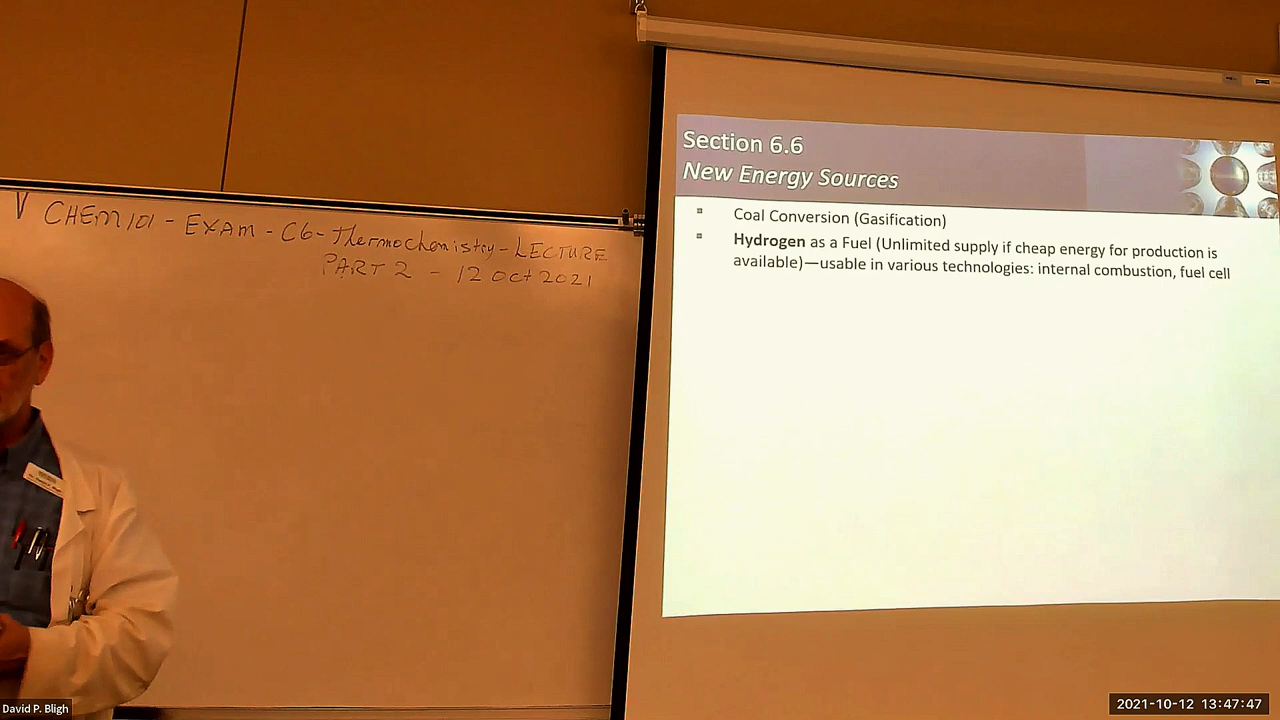 V CHEM 101 - EXAM - C6 - Thermochemistry - LECTURE
PART 2 - 12 Oct 2021
Section 6.6
New Energy Sources
Coal Conversion (Gasification)
Hydrogen as a Fuel (Unlimited supply if cheap energy for production is
available)—usable in various technologies: internal combustion, fuel cell
David P. Bligh
2021-10-12 13:47:47